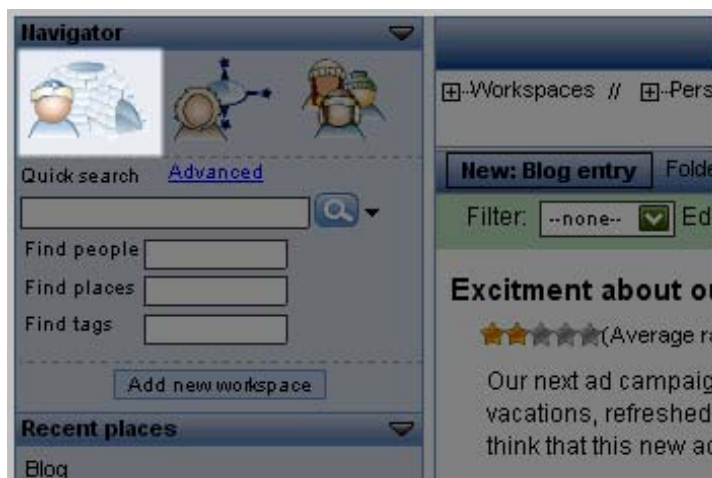 Navigator
Quick search Advanced
Find people
Find places
Find tags
Add new workspace
Recent places
Blog
Workspaces // Pers
New: Blog entry Folde
Filter: --none-- Ed
Excitment about ou
(Average ra
Our next ad campaig
vacations, refreshed
think that this new ad